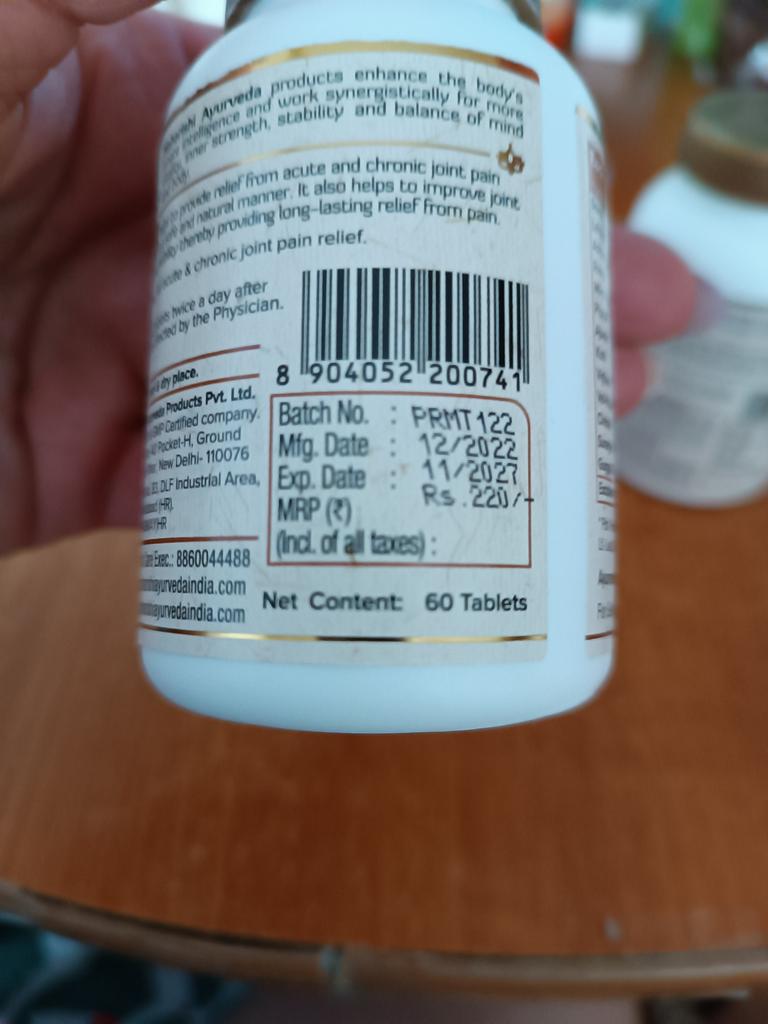 Ayurveda products enhance the body's
intelligence and work synergistically for more
inner strength, stability and balance of mind
body.
provide relief from acute and chronic joint pain
and natural manner. It also helps to improve joint
thereby providing long-lasting relief from pain.
& chronic joint pain relief.
twice a day after
by the Physician.
& dry place.
Products Pvt. Ltd.
Certified company.
Pocket-H, Ground
New Delhi- 110076
DLF Industrial Area,
(HR)
8 904052 200741
Batch No. : PRMT122
Mfg. Date : 12/2022
Exp. Date : 11/2027
MRP (₹) Rs.220/-
(Incl. of all taxes) :
Care Exec.: 8860044488
ayurvedaindia.com
ayurvedaindia.com
Net Content: 60 Tablets